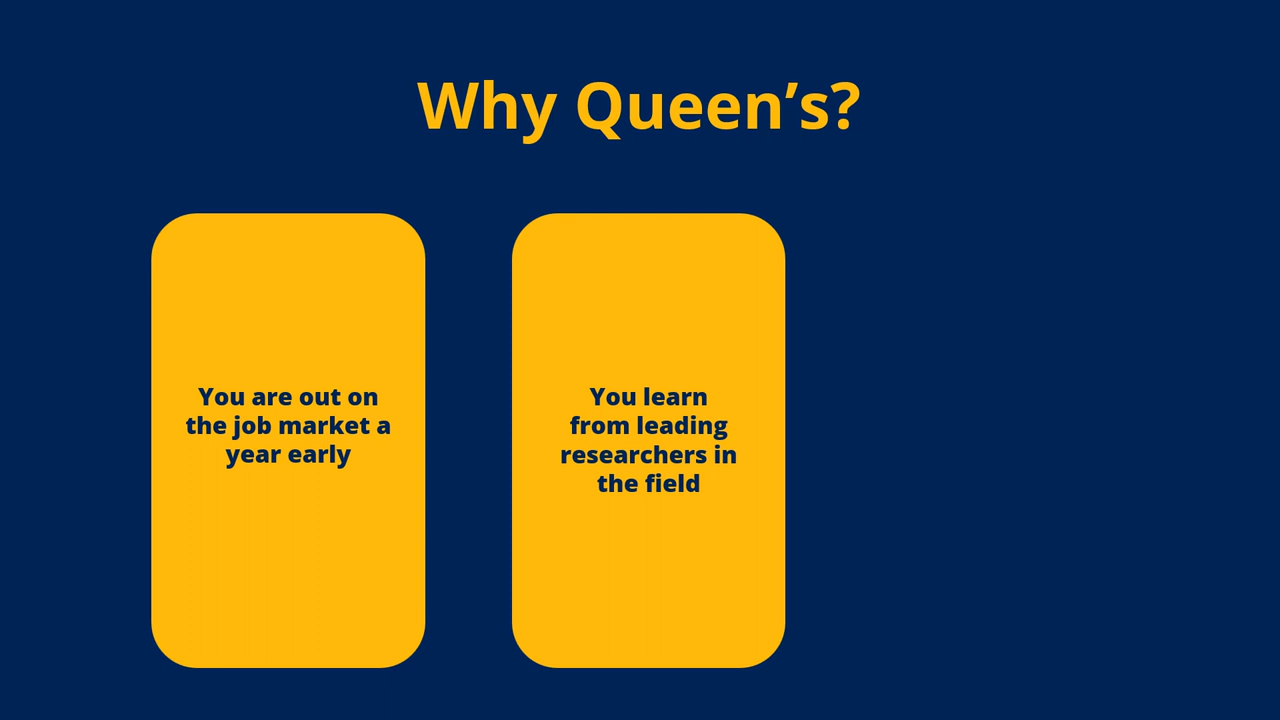 Why Queen’s?
You are out on
the job market a
year early
You learn
from leading
researchers in
the field